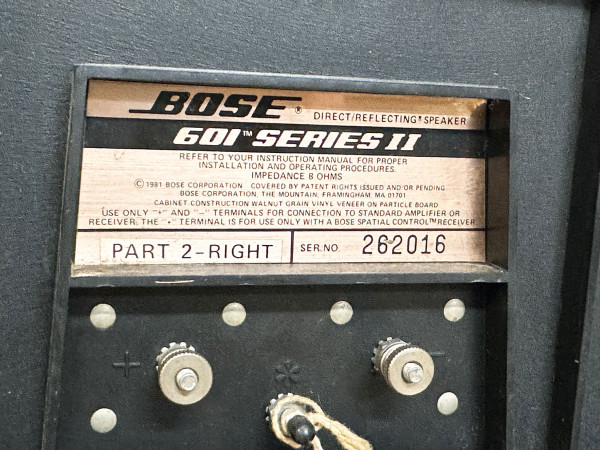 BOSE® DIRECT/REFLECTING® SPEAKER
601™ SERIES II
REFER TO YOUR INSTRUCTION MANUAL FOR PROPER
INSTALLATION AND OPERATING PROCEDURES.
IMPEDANCE 8 OHMS
©1981 BOSE CORPORATION COVERED BY PATENT RIGHTS ISSUED AND/OR PENDING
BOSE CORPORATION, THE MOUNTAIN, FRAMINGHAM, MA 01701
CABINET CONSTRUCTION WALNUT GRAIN VINYL VENEER ON PARTICLE BOARD
USE ONLY "+" AND "–" TERMINALS FOR CONNECTION TO STANDARD AMPLIFIER OR
RECEIVER. THE "*" TERMINAL IS FOR USE ONLY WITH A BOSE SPATIAL CONTROL™ RECEIVER
PART 2-RIGHT SER. NO. 262016
+ * –